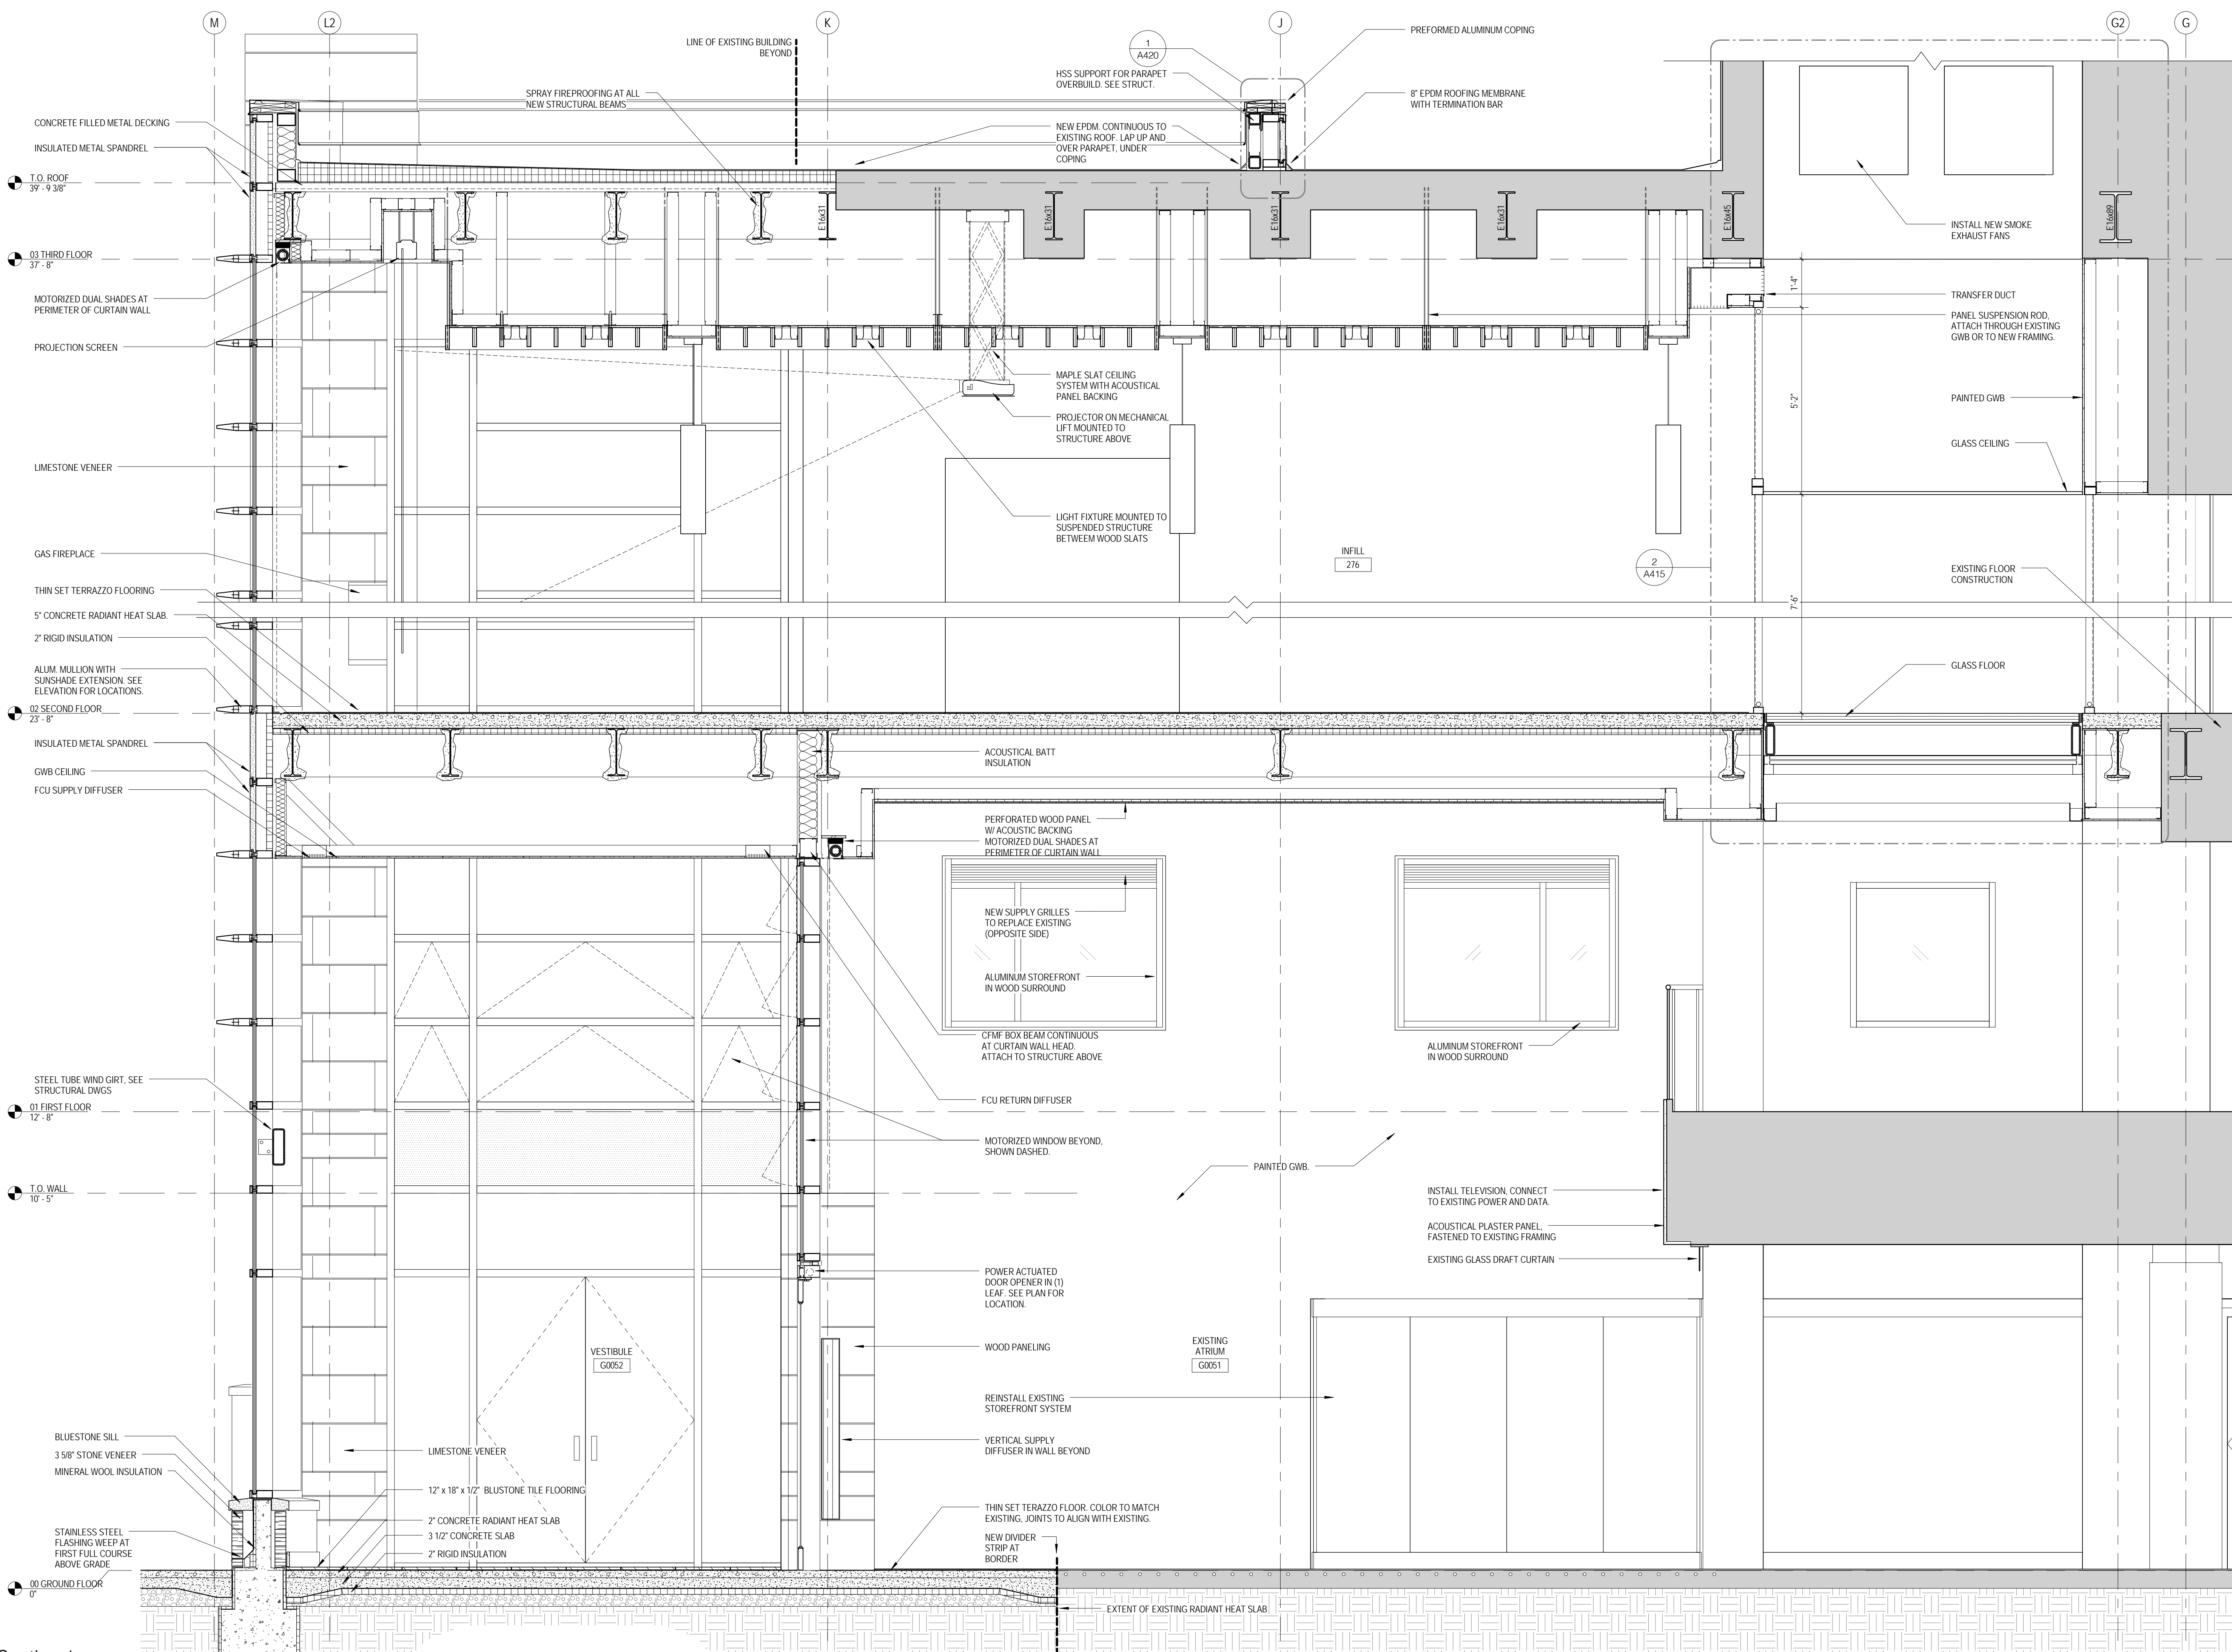 M
L2
K
J
G2
G
LINE OF EXISTING BUILDING
BEYOND
1
A420
PREFORMED ALUMINUM COPING
HSS SUPPORT FOR PARAPET
OVERBUILD. SEE STRUCT.
SPRAY FIREPROOFING AT ALL
NEW STRUCTURAL BEAMS
8" EPDM ROOFING MEMBRANE
WITH TERMINATION BAR
CONCRETE FILLED METAL DECKING
NEW EPDM. CONTINUOUS TO
EXISTING ROOF. LAP UP AND
OVER PARAPET, UNDER
COPING
INSULATED METAL SPANDREL
T.O. ROOF
39' - 9 3/8"
E16x31
E16x31
E16x31
E16x31
E16x45
E16x89
INSTALL NEW SMOKE
EXHAUST FANS
03 THIRD FLOOR
37' - 8"
1'-4"
MOTORIZED DUAL SHADES AT
PERIMETER OF CURTAIN WALL
TRANSFER DUCT
PANEL SUSPENSION ROD,
ATTACH THROUGH EXISTING
GWB OR TO NEW FRAMING.
PROJECTION SCREEN
MAPLE SLAT CEILING
SYSTEM WITH ACOUSTICAL
PANEL BACKING
5'-2"
PAINTED GWB
PROJECTOR ON MECHANICAL
LIFT MOUNTED TO
STRUCTURE ABOVE
GLASS CEILING
LIMESTONE VENEER
LIGHT FIXTURE MOUNTED TO
SUSPENDED STRUCTURE
BETWEEM WOOD SLATS
GAS FIREPLACE
INFILL
276
2
A415
EXISTING FLOOR
CONSTRUCTION
THIN SET TERRAZZO FLOORING
7'-6"
5" CONCRETE RADIANT HEAT SLAB.
2" RIGID INSULATION
ALUM. MULLION WITH
SUNSHADE EXTENSION. SEE
ELEVATION FOR LOCATIONS.
GLASS FLOOR
02 SECOND FLOOR
23' - 8"
INSULATED METAL SPANDREL
ACOUSTICAL BATT
INSULATION
GWB CEILING
FCU SUPPLY DIFFUSER
PERFORATED WOOD PANEL
W/ ACOUSTIC BACKING
MOTORIZED DUAL SHADES AT
PERIMETER OF CURTAIN WALL
NEW SUPPLY GRILLES
TO REPLACE EXISTING
(OPPOSITE SIDE)
ALUMINUM STOREFRONT
IN WOOD SURROUND
CFMF BOX BEAM CONTINUOUS
AT CURTAIN WALL HEAD.
ATTACH TO STRUCTURE ABOVE
ALUMINUM STOREFRONT
IN WOOD SURROUND
STEEL TUBE WIND GIRT, SEE
STRUCTURAL DWGS
FCU RETURN DIFFUSER
01 FIRST FLOOR
12' - 8"
MOTORIZED WINDOW BEYOND,
SHOWN DASHED.
PAINTED GWB.
T.O. WALL
10' - 5"
INSTALL TELEVISION, CONNECT
TO EXISTING POWER AND DATA.
ACOUSTICAL PLASTER PANEL,
FASTENED TO EXISTING FRAMING
EXISTING GLASS DRAFT CURTAIN
POWER ACTUATED
DOOR OPENER IN (1)
LEAF. SEE PLAN FOR
LOCATION.
VESTIBULE
G0052
WOOD PANELING
EXISTING
ATRIUM
G0051
REINSTALL EXISTING
STOREFRONT SYSTEM
BLUESTONE SILL
3 5/8" STONE VENEER
MINERAL WOOL INSULATION
LIMESTONE VENEER
VERTICAL SUPPLY
DIFFUSER IN WALL BEYOND
12" x 18" x 1/2" BLUSTONE TILE FLOORING
THIN SET TERAZZO FLOOR. COLOR TO MATCH
EXISTING, JOINTS TO ALIGN WITH EXISTING.
2" CONCRETE RADIANT HEAT SLAB
3 1/2" CONCRETE SLAB
2" RIGID INSULATION
STAINLESS STEEL
FLASHING WEEP AT
FIRST FULL COURSE
ABOVE GRADE
NEW DIVIDER
STRIP AT
BORDER
00 GROUND FLOOR
0"
EXTENT OF EXISTING RADIANT HEAT SLAB